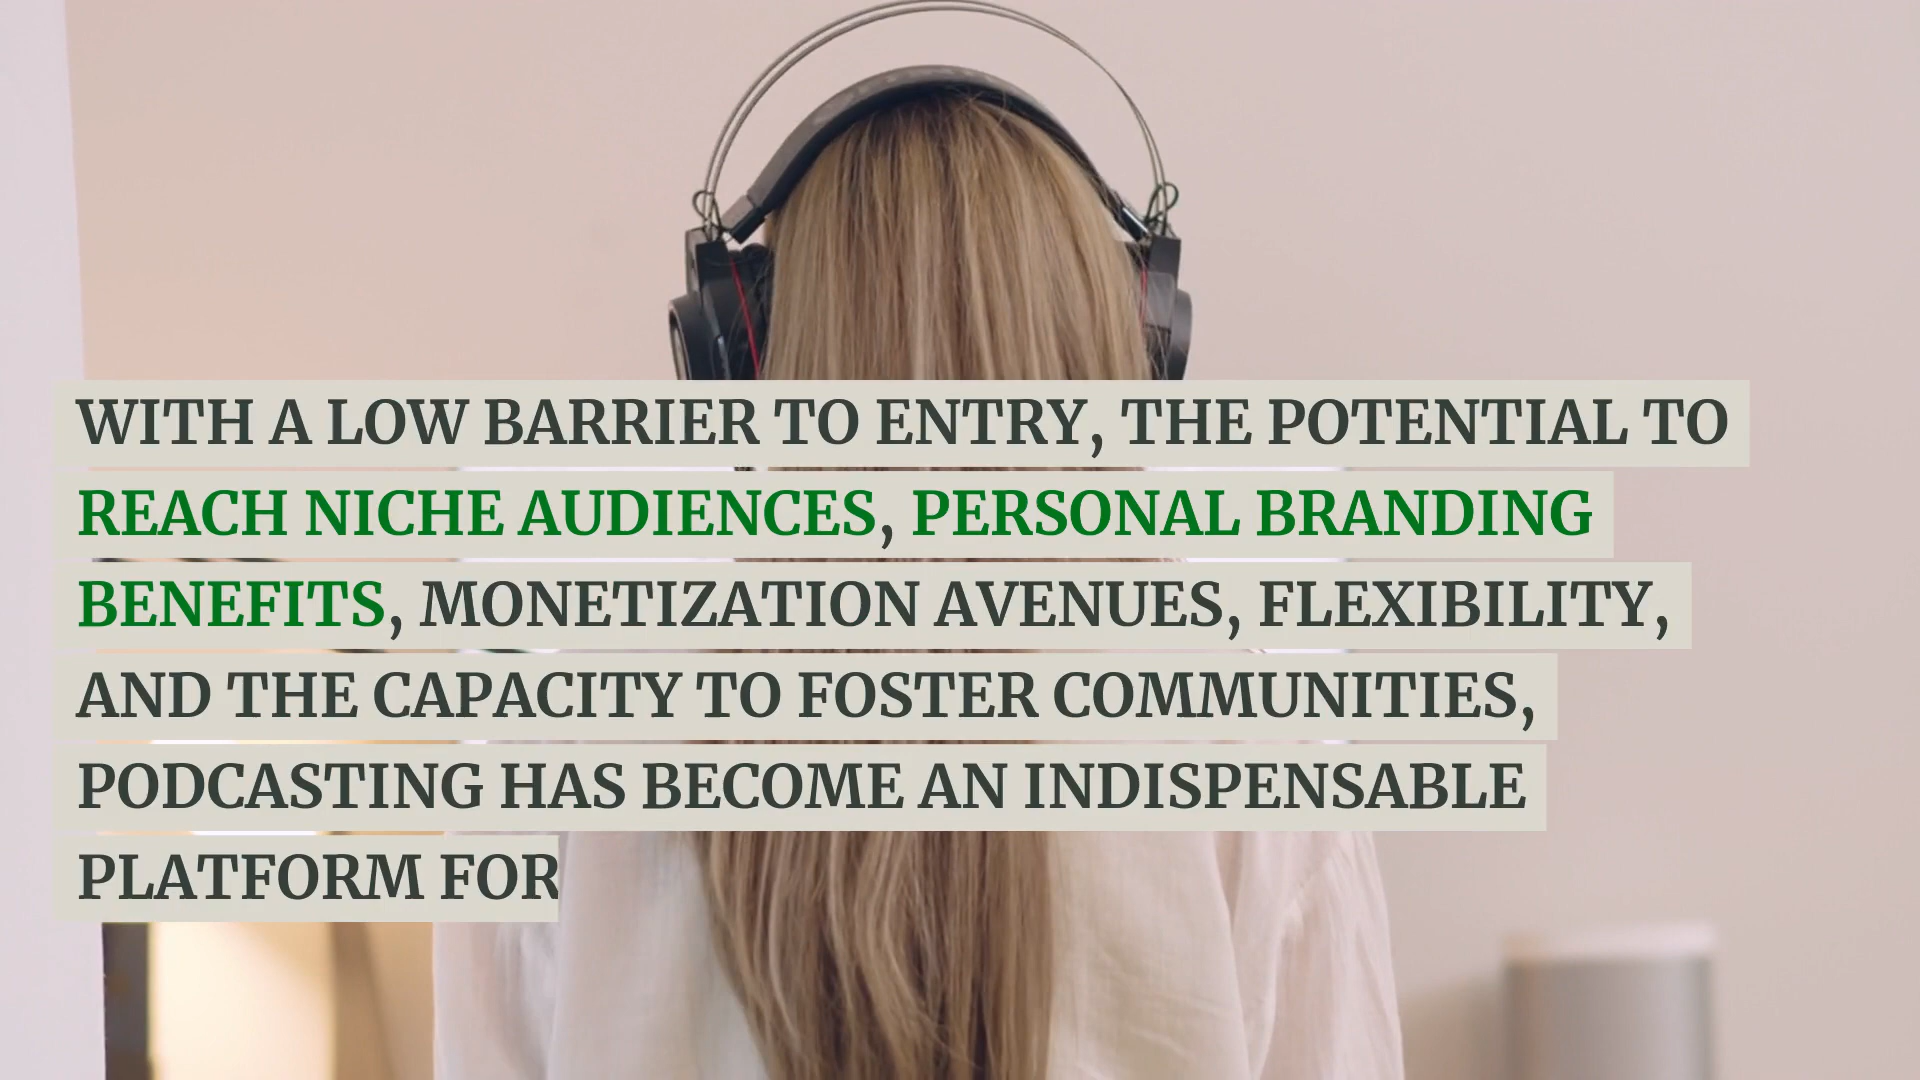 WITH A LOW BARRIER TO ENTRY, THE POTENTIAL TO
REACH NICHE AUDIENCES, PERSONAL BRANDING
BENEFITS, MONETIZATION AVENUES, FLEXIBILITY,
AND THE CAPACITY TO FOSTER COMMUNITIES,
PODCASTING HAS BECOME AN INDISPENSABLE
PLATFORM FOR